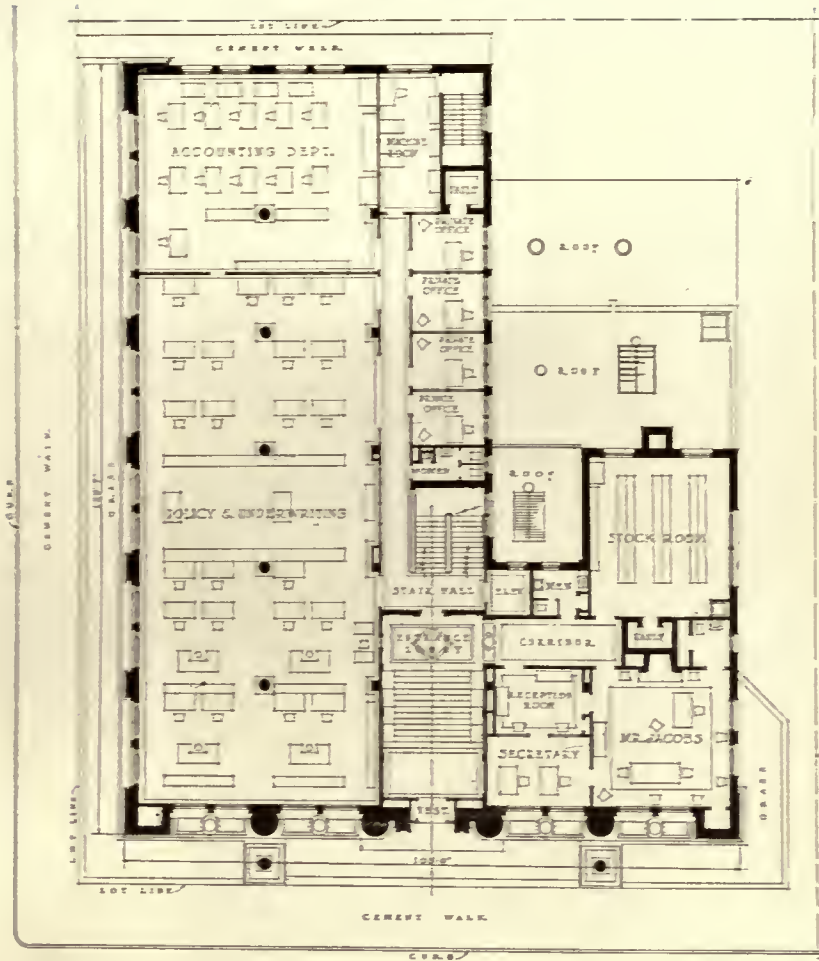 LOT LINE
CEMENT WALK
ACCOUNTING DEPT.
ROOM
VAULT
PRIVATE
OFFICE
ROOF
PRIVATE
OFFICE
PRIVATE
OFFICE
ROOF
PRIVATE
OFFICE
WOMEN
ROOF
CURB
CEMENT WALK
GRASS
POLICY & UNDERWRITING
STOCK ROOM
STAIR HALL
ELEV.
MEN
ENTRANCE
LOBBY
CORRIDOR
VAULT
RECEPTION
ROOM
SECRETARY
MR. JACOBS
VEST.
GRASS
LOT LINE
LOT LINE
CEMENT WALK
CURB